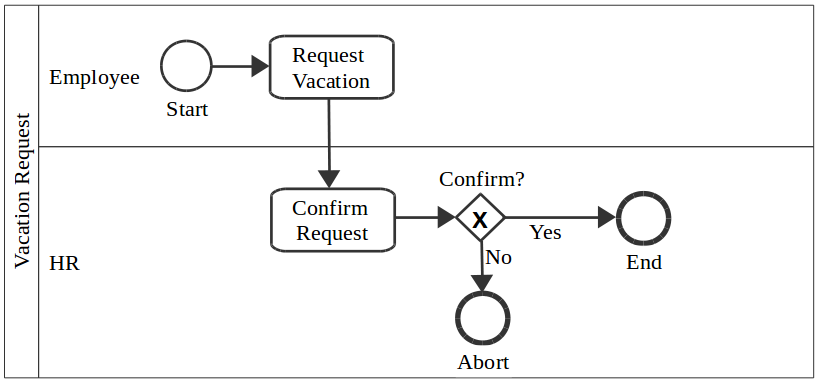 Vacation Request
Employee
Start
Request
Vacation
HR
Confirm
Request
Confirm?
X
Yes
No
End
Abort